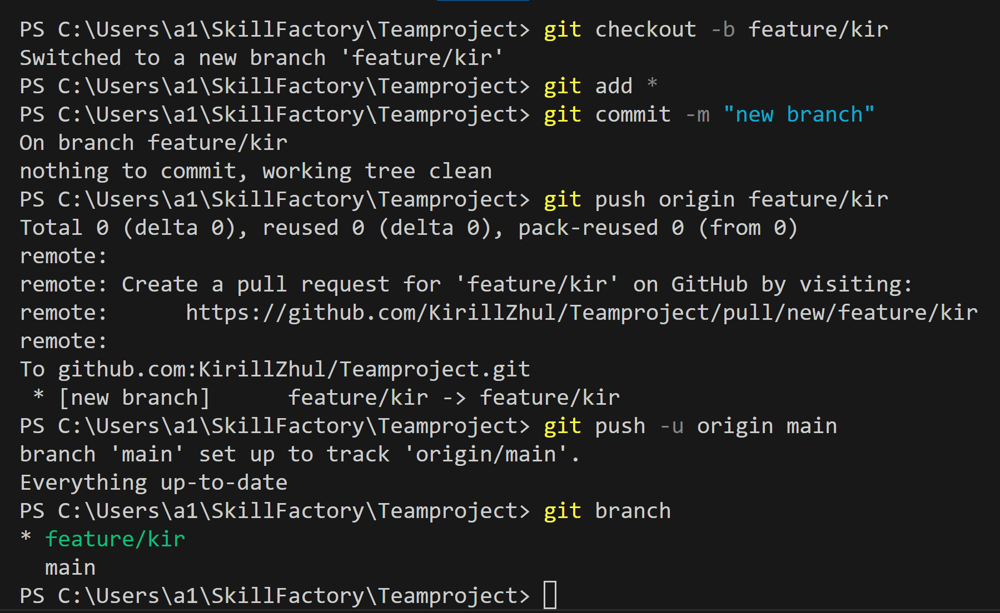 PS C:\Users\a1\SkillFactory\Teamproject> git checkout -b feature/kir
Switched to a new branch 'feature/kir'
PS C:\Users\a1\SkillFactory\Teamproject> git add *
PS C:\Users\a1\SkillFactory\Teamproject> git commit -m "new branch"
On branch feature/kir
nothing to commit, working tree clean
PS C:\Users\a1\SkillFactory\Teamproject> git push origin feature/kir
Total 0 (delta 0), reused 0 (delta 0), pack-reused 0 (from 0)
remote:
remote: Create a pull request for 'feature/kir' on GitHub by visiting:
remote:      https://github.com/KirillZhul/Teamproject/pull/new/feature/kir
remote:
To github.com:KirillZhul/Teamproject.git
 * [new branch]      feature/kir -> feature/kir
PS C:\Users\a1\SkillFactory\Teamproject> git push -u origin main
branch 'main' set up to track 'origin/main'.
Everything up-to-date
PS C:\Users\a1\SkillFactory\Teamproject> git branch
* feature/kir
  main
PS C:\Users\a1\SkillFactory\Teamproject>